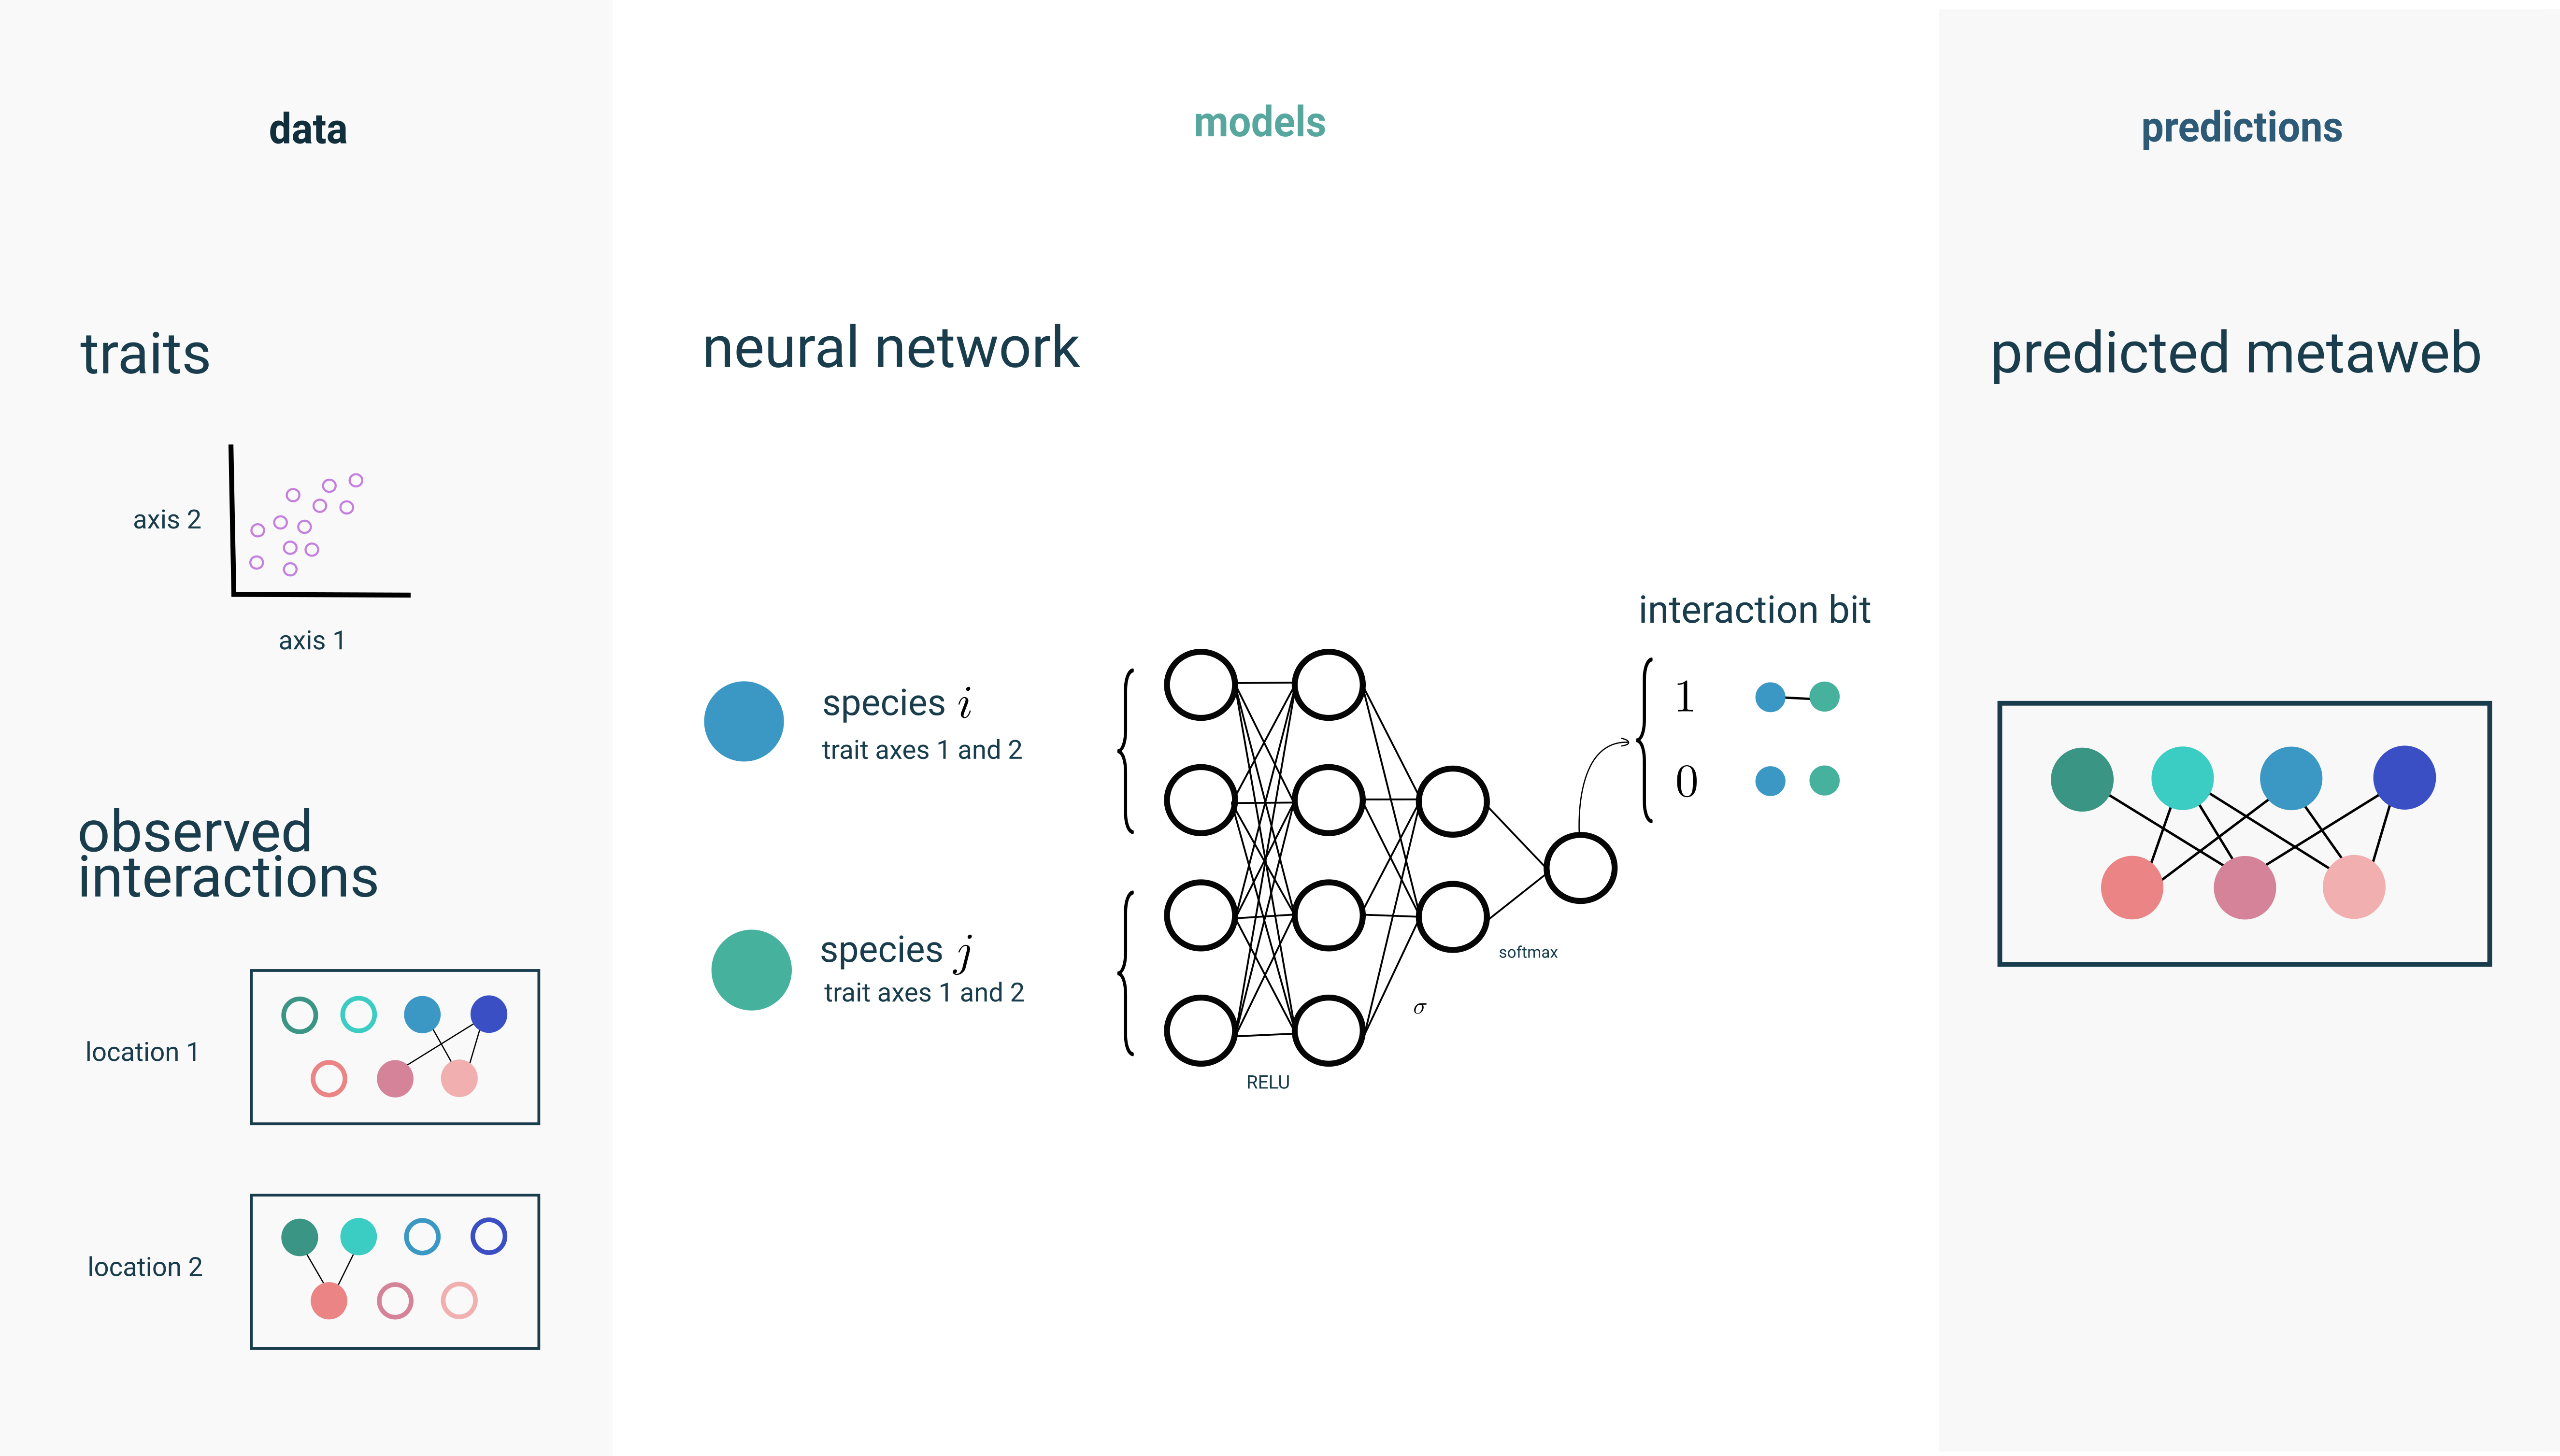 data
traits
axis 2
axis 1
observed
interactions
location 1
location 2
models
neural network
species i
trait axes 1 and 2
species j
trait axes 1 and 2
RELU
σ
softmax
interaction bit
1
0
predictions
predicted metaweb